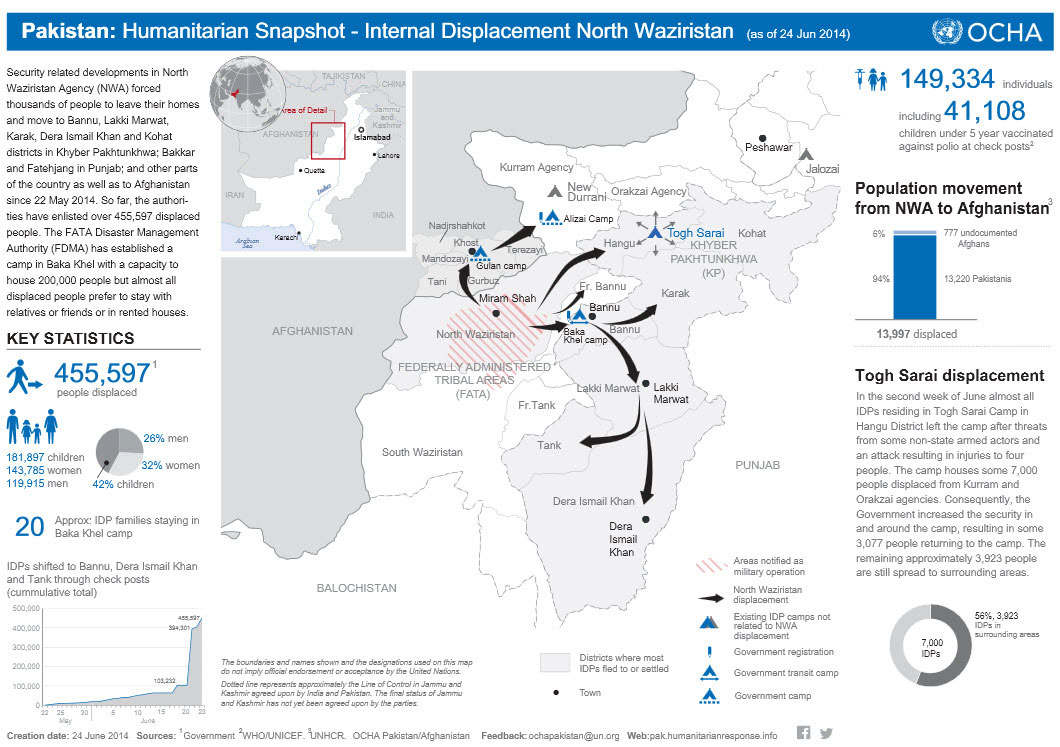 Pakistan: Humanitarian Snapshot - Internal Displacement North Waziristan (as of 24 Jun 2014)
OCHA
Security related developments in North
Waziristan Agency (NWA) forced
thousands of people to leave their homes
and move to Bannu, Lakki Marwat,
Karak, Dera Ismail Khan and Kohat
districts in Khyber Pakhtunkhwa; Bakkar
and Fatehjang in Punjab; and other parts
of the country as well as to Afghanistan
since 22 May 2014. So far, the authori-
ties have enlisted over 455,597 displaced
people. The FATA Disaster Management
Authority (FDMA) has established a
camp in Baka Khel with a capacity to
house 200,000 people but almost all
displaced people prefer to stay with
relatives or friends or in rented houses.
KEY STATISTICS
455,597¹
people displaced
181,897 children
143,785 women
119,915 men
26% men
32% women
42% children
20
Approx: IDP families staying in
Baka Khel camp
IDPs shifted to Bannu, Dera Ismail Khan
and Tank through check posts
(cummulative total)
500,000
400,000
300,000
200,000
100,000
455,597
394,301
103,232
22 25 30 5 10 15 20 23
May June
TAJIKISTAN
CHINA
Area of Detail
Jammu
and
Kashmir
AFGHANISTAN
Islamabad
Lahore
Quetta
IRAN
Indus
INDIA
Karachi
Arabian
Sea
Peshawar
Jalozai
Kurram Agency
New
Durrani
Orakzai Agency
Alizai Camp
Nadirshahkot
Khost
Terezayi
Mandozayi
Gulan camp
Tani
Gurbuz
Hangu
Togh Sarai
Kohat
KHYBER
PAKHTUNKHWA
(KP)
Miram Shah
Fr. Bannu
Karak
Bannu
Bannu
Baka
Khel camp
North Waziristan
AFGHANISTAN
FEDERALLY ADMINISTERED
TRIBAL AREAS
(FATA)
Lakki Marwat
Lakki
Marwat
Fr.Tank
Tank
South Waziristan
PUNJAB
Dera Ismail Khan
Dera
Ismail
Khan
BALOCHISTAN
Areas notified as
military operation
North Waziristan
displacement
Existing IDP camps not
related to NWA
displacement
Government registration
Government transit camp
Government camp
Districts where most
IDPs fled to or settled
Town
The boundaries and names shown and the designations used on this map
do not imply official endorsement or acceptance by the United Nations.
Dotted line represents approximately the Line of Control in Jammu and
Kashmir agreed upon by India and Pakistan. The final status of Jammu
and Kashmir has not yet been agreed upon by the parties.
149,334 individuals
including 41,108
children under 5 year vaccinated
against polio at check posts²
Population movement
from NWA to Afghanistan³
6%
777 undocumented
Afghans
94%
13,220 Pakistanis
13,997 displaced
Togh Sarai displacement
In the second week of June almost all
IDPs residing in Togh Sarai Camp in
Hangu District left the camp after threats
from some non-state armed actors and
an attack resulting in injuries to four
people. The camp houses some 7,000
people displaced from Kurram and
Orakzai agencies. Consequently, the
Government increased the security in
and around the camp, resulting in some
3,077 people returning to the camp. The
remaining approximately 3,923 people
are still spread to surrounding areas.
7,000
IDPs
56%, 3,923
IDPs in
surrounding areas
Creation date: 24 June 2014 Sources: ¹Government ²WHO/UNICEF. ³UNHCR. OCHA Pakistan/Afghanistan Feedback: ochapakistan@un.org Web:pak.humanitarianresponse.info